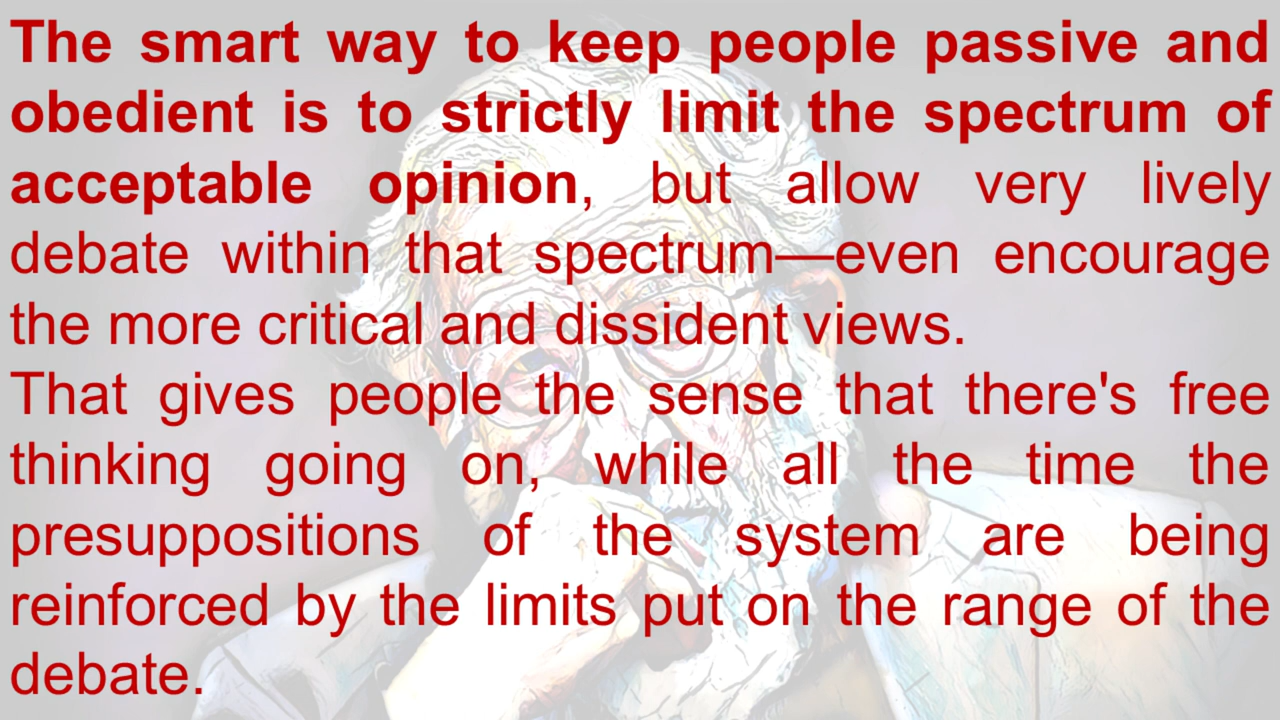 The smart way to keep people passive and
obedient is to strictly limit the spectrum of
acceptable opinion, but allow very lively
debate within that spectrum—even encourage
the more critical and dissident views.
That gives people the sense that there's free
thinking going on, while all the time the
presuppositions of the system are being
reinforced by the limits put on the range of the
debate.